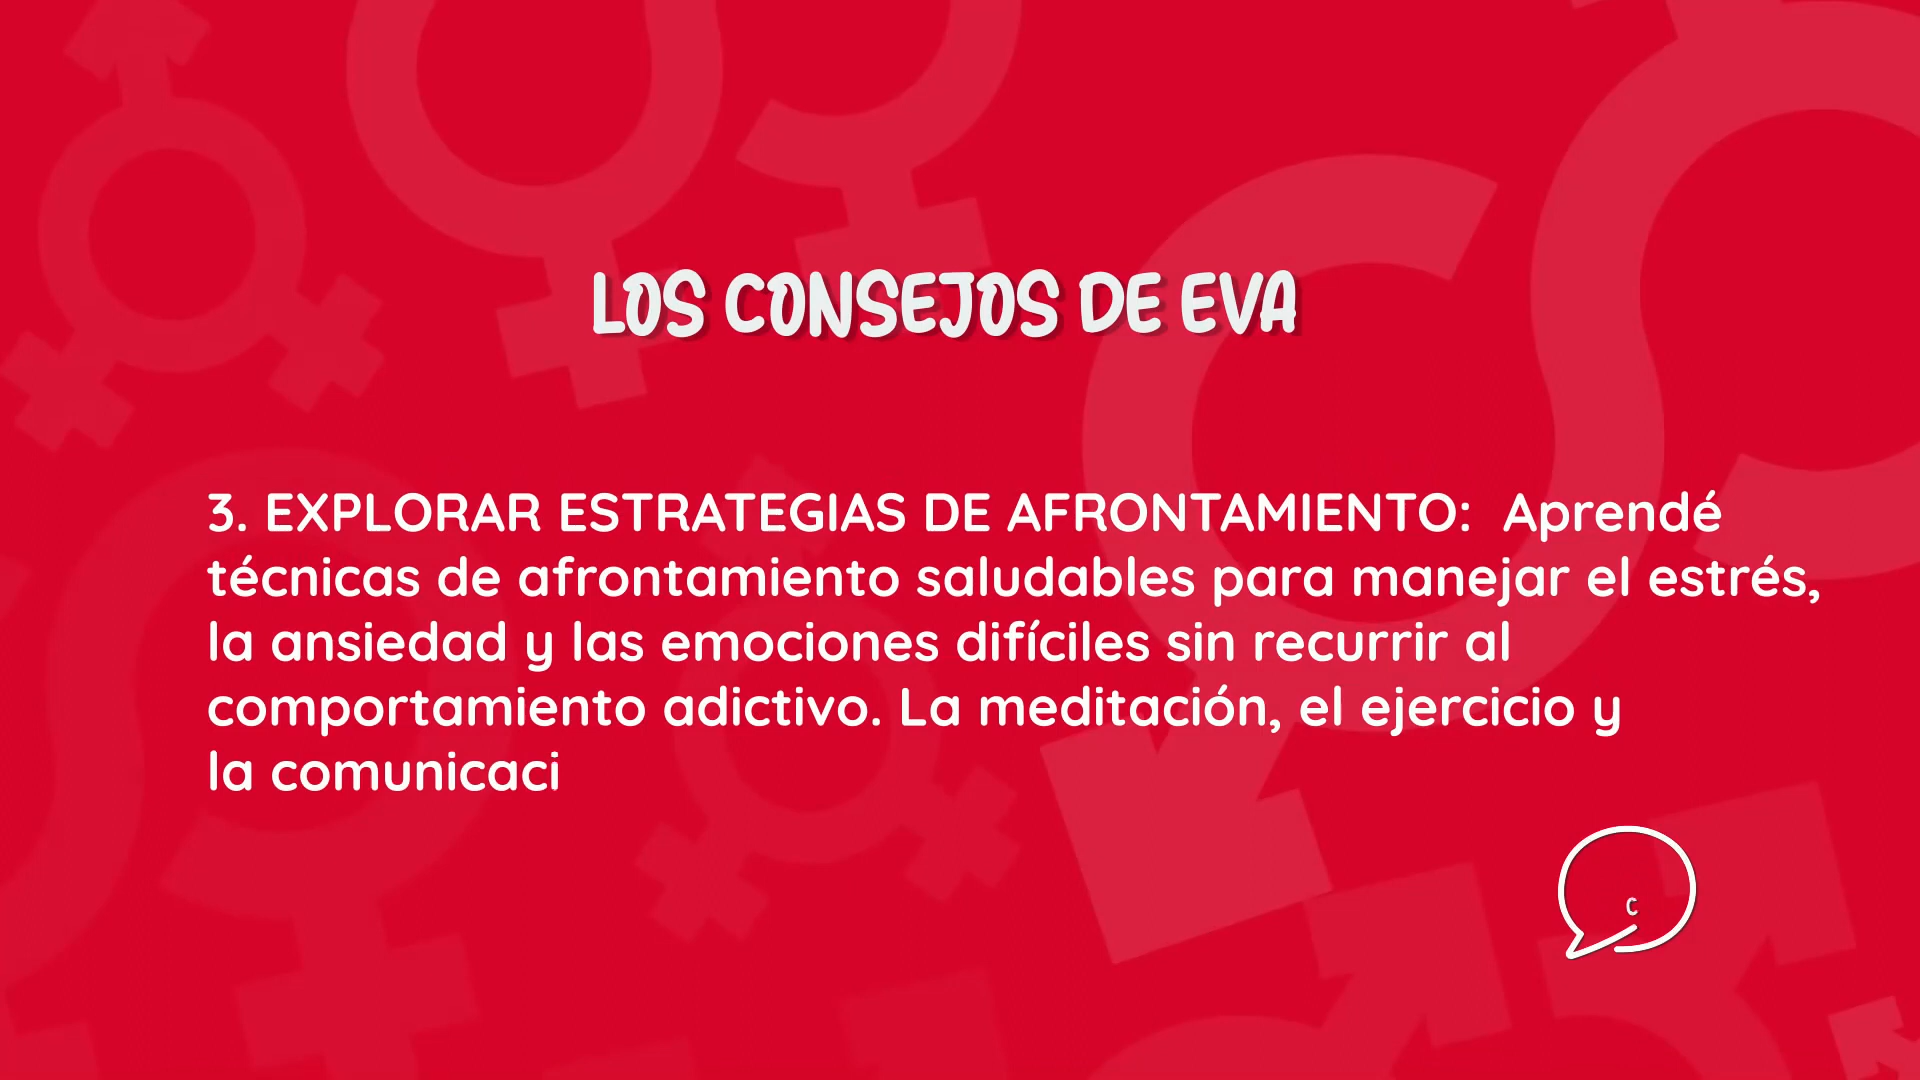 LOS CONSEJOS DE EVA
3. EXPLORAR ESTRATEGIAS DE AFRONTAMIENTO: Aprendé
técnicas de afrontamiento saludables para manejar el estrés,
la ansiedad y las emociones difíciles sin recurrir al
comportamiento adictivo. La meditación, el ejercicio y
la comunicaci
C